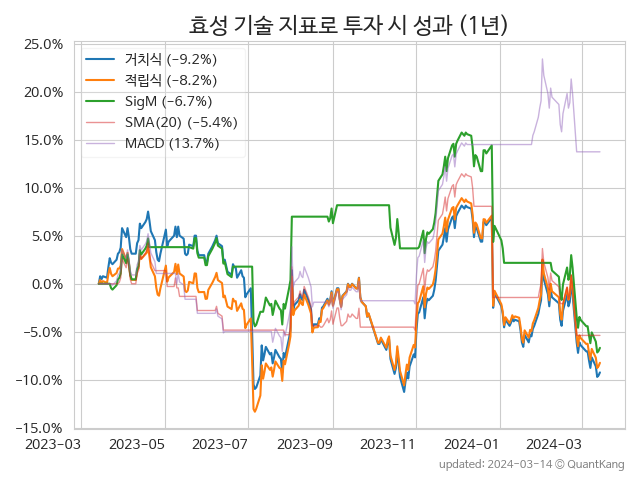 효성 기술 지표로 투자 시 성과 (1년)
25.0%
20.0%
15.0%
10.0%
5.0%
0.0%
−5.0%
−10.0%
−15.0%
거치식 (−9.2%)
적립식 (−8.2%)
SigM (−6.7%)
SMA(20) (−5.4%)
MACD (13.7%)
2023-03 2023-05 2023-07 2023-09 2023-11 2024-01 2024-03
updated: 2024-03-14 ⓒ QuantKang